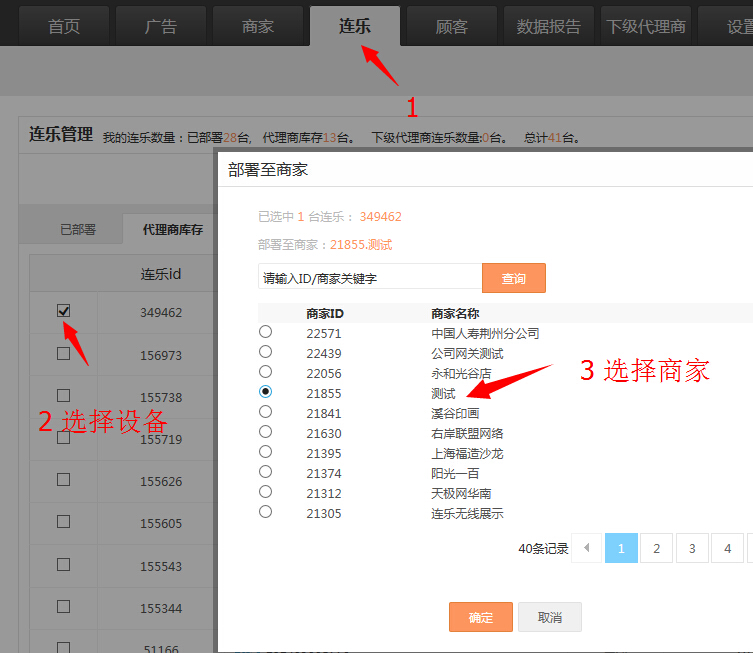 首页 广告 商家 连乐 顾客 数据报告 下级代理商 设置
1
连乐管理 我的连乐数量：已部署28台, 代理商库存13台。 下级代理商连乐数量:0台。 总计41台。
部署至商家
已选中 1 台连乐： 349462
部署至商家：21855.测试
请输入ID/商家关键字 查询
已部署 代理商库存
连乐id
349462
156973
155738
155719
155626
155605
155543
155344
51166
2 选择设备
商家ID 商家名称
22571 中国人寿荆州分公司
22439 公司网关测试
22056 永和光谷店
21855 测试
21841 溪谷印画
21630 右岸联盟网络
21395 上海福造沙龙
21374 阳光一百
21312 天极网华南
21305 连乐无线展示
3 选择商家
40条记录 1 2 3 4
确定 取消